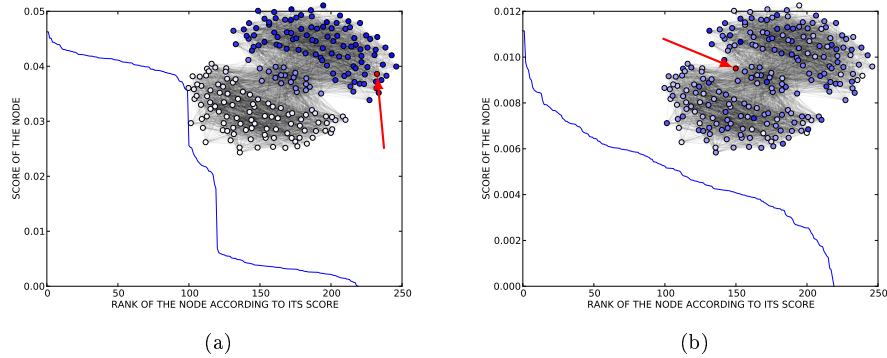 0.05
0.04
0.03
0.02
0.01
0.00
SCORE OF THE NODE
0 50 100 150 200 250
RANK OF THE NODE ACCORDING TO ITS SCORE
(a)
0.012
0.010
0.008
0.006
0.004
0.002
0.000
SCORE OF THE NODE
0 50 100 150 200 250
RANK OF THE NODE ACCORDING TO ITS SCORE
(b)